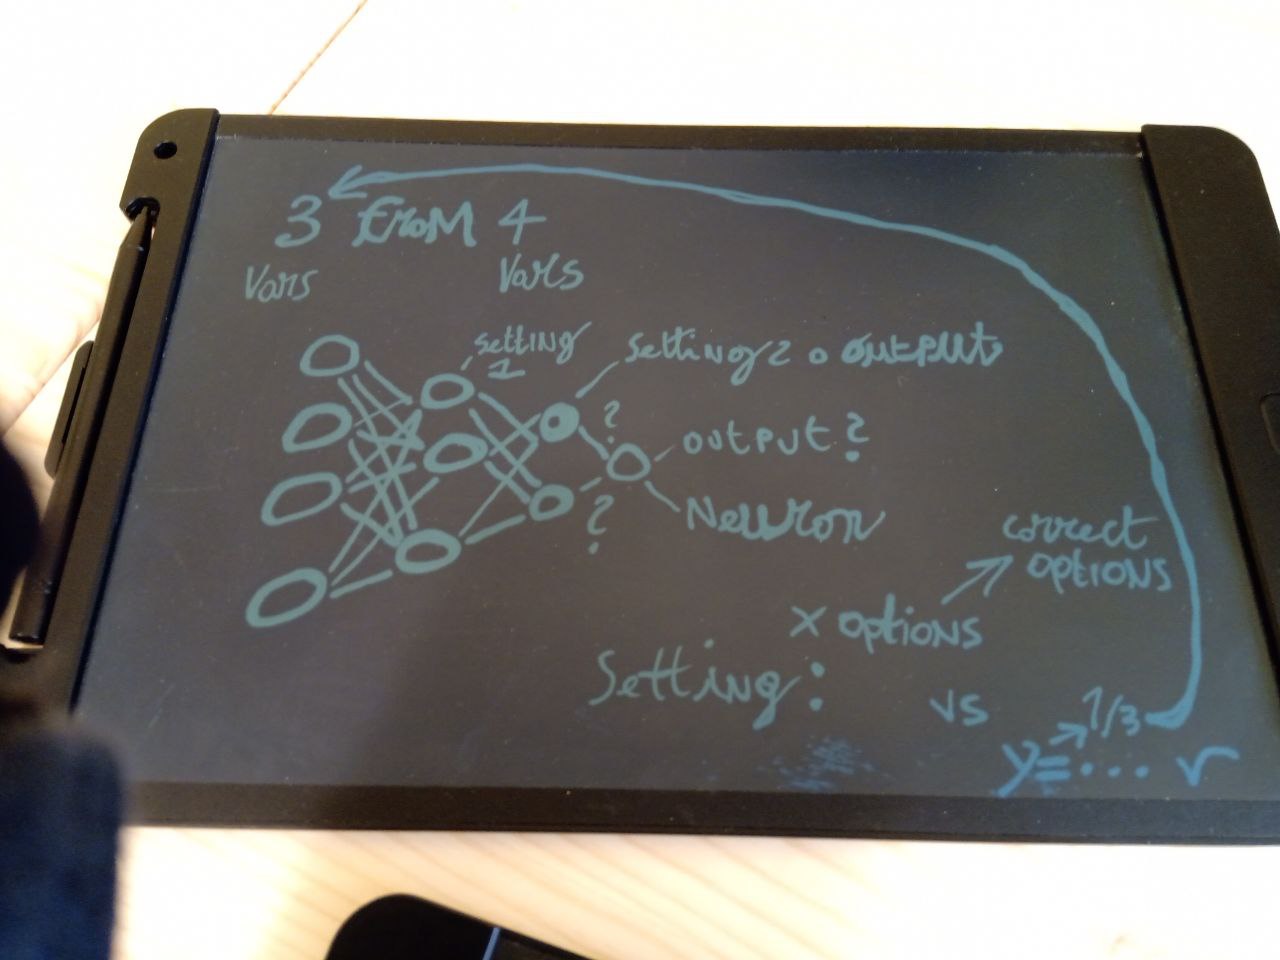 3 from 4
Vars Vars
setting
1
setting 2 o output
?
output?
?
Neuron
correct
options
x options
Setting:
vs
1/3
y=...